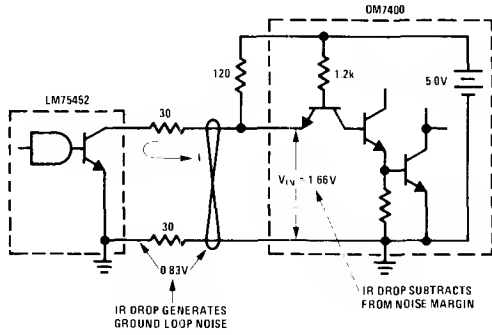 DM7400
LM75452
120
1.2k
5.0V
30
I
VIN = 1.66V
30
0.83V
IR DROP GENERATES
GROUND LOOP NOISE
IR DROP SUBTRACTS
FROM NOISE MARGIN